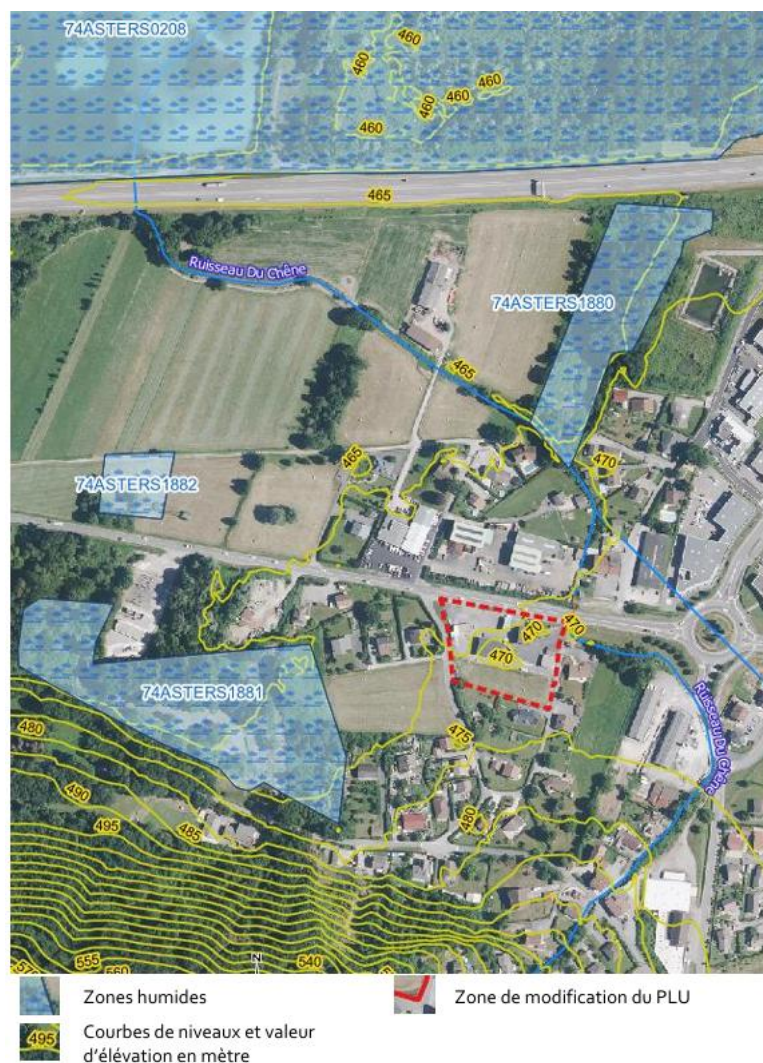 74ASTERS0208
460
460
460
460
460
460
465
Ruisseau Du Chêne
74ASTERS1880
465
470
465
74ASTERS1882
470
470
470
74ASTERS1881
475
480
Ruisseau Du Chêne
480
490
485
495
555
540
560
Zones humides
Zone de modification du PLU
495
Courbes de niveaux et valeur
d'élévation en mètre